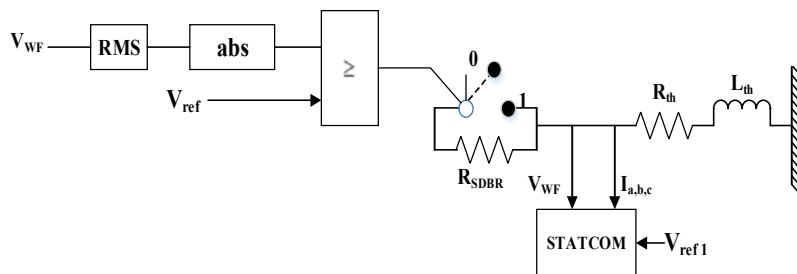 V_WF
RMS
abs
≥
V_ref
0
1
R_SDBR
R_th
L_th
V_WF
I_a,b,c
STATCOM
V_ref 1